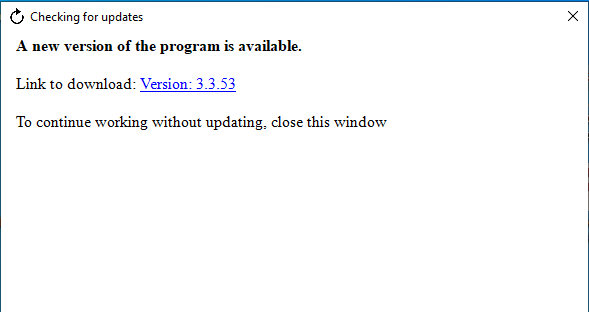 Checking for updates
A new version of the program is available.
Link to download: Version: 3.3.53
To continue working without updating, close this window